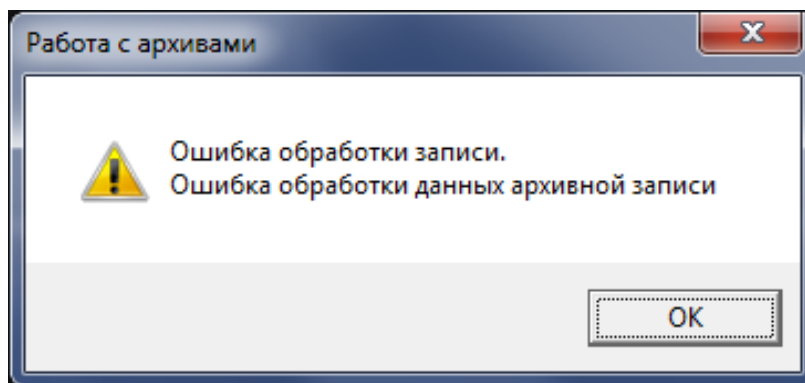 Работа с архивами
Ошибка обработки записи.
Ошибка обработки данных архивной записи
OK